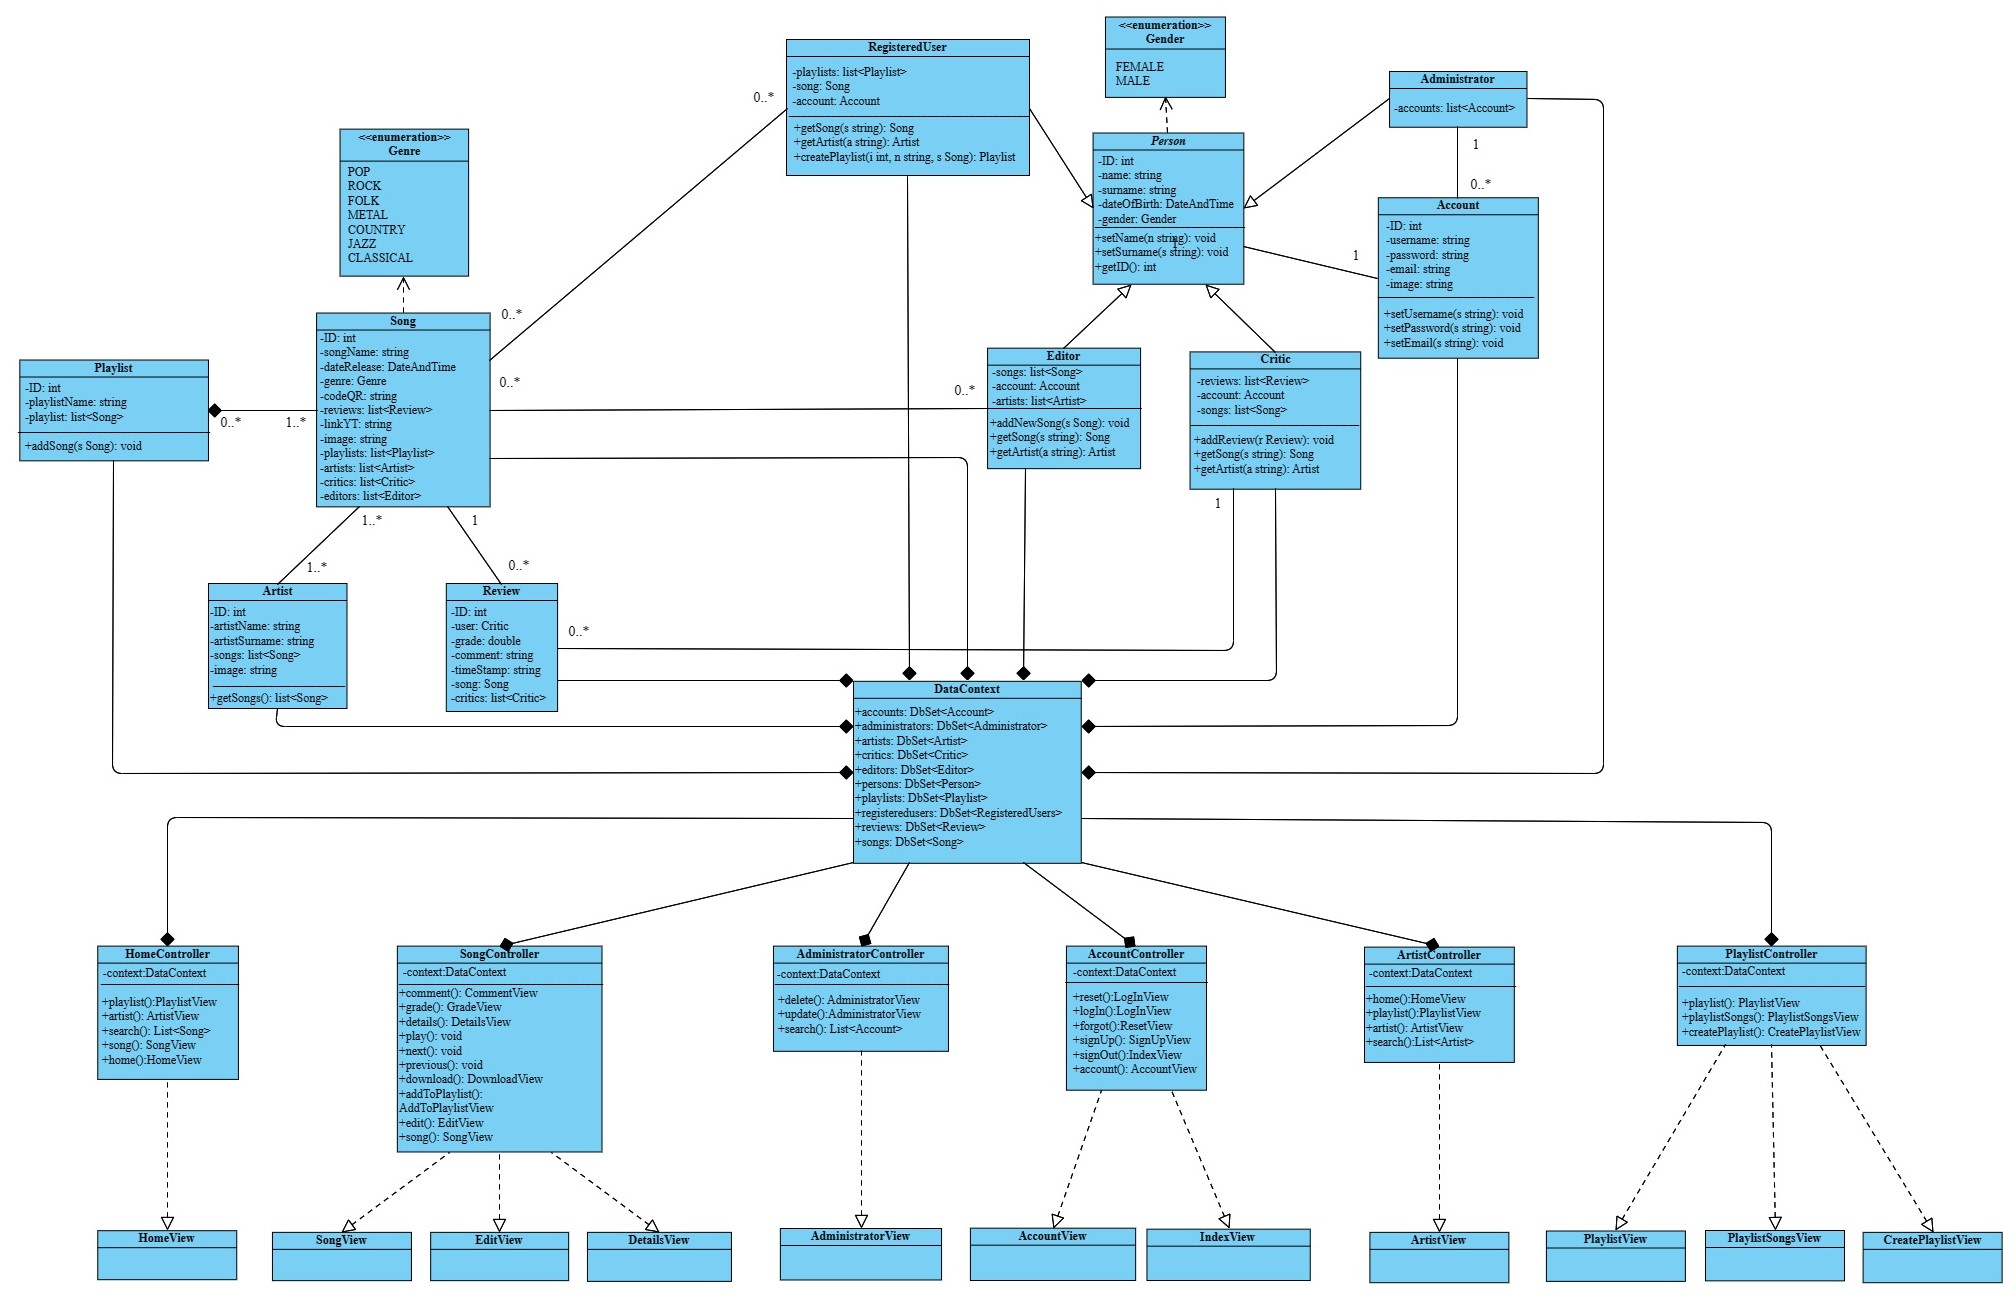 <<enumeration>>
Gender
FEMALE
MALE
RegisteredUser
-playlists: list<Playlist>
-song: Song
-account: Account
+getSong(s string): Song
+getArtist(a string): Artist
+createPlaylist(i int, n string, s Song): Playlist
0..*
Administrator
-accounts: list<Account>
1
0..*
<<enumeration>>
Genre
POP
ROCK
FOLK
METAL
COUNTRY
JAZZ
CLASSICAL
Person
-ID: int
-name: string
-surname: string
-dateOfBirth: DateAndTime
-gender: Gender
+setName(n string): void
+setSurname(s string): void
+getID(): int
1
1
Account
-ID: int
-username: string
-password: string
-email: string
-image: string
+setUsername(s string): void
+setPassword(s string): void
+setEmail(s string): void
Song
-ID: int
-songName: string
-dateRelease: DateAndTime
-genre: Genre
-codeQR: string
-reviews: list<Review>
-linkYT: string
-image: string
-playlists: list<Playlist>
-artists: list<Artist>
-critics: list<Critic>
-editors: list<Editor>
0..*
0..*
0..*
Playlist
-ID: int
-playlistName: string
-playlist: list<Song>
+addSong(s Song): void
0..*
1..*
Editor
-songs: list<Song>
-account: Account
-artists: list<Artist>
+addNewSong(s Song): void
+getSong(s string): Song
+getArtist(a string): Artist
Critic
-reviews: list<Review>
-account: Account
-songs: list<Song>
+addReview(r Review): void
+getSong(s string): Song
+getArtist(a string): Artist
1
1..*
1
1..*
0..*
Artist
-ID: int
-artistName: string
-artistSurname: string
-songs: list<Song>
-image: string
+getSongs(): list<Song>
Review
-ID: int
-user: Critic
-grade: double
-comment: string
-timeStamp: string
-song: Song
-critics: list<Critic>
0..*
DataContext
+accounts: DbSet<Account>
+administrators: DbSet<Administrator>
+artists: DbSet<Artist>
+critics: DbSet<Critic>
+editors: DbSet<Editor>
+persons: DbSet<Person>
+playlists: DbSet<Playlist>
+registeredusers: DbSet<RegisteredUsers>
+reviews: DbSet<Review>
+songs: DbSet<Song>
HomeController
-context:DataContext
+playlist():PlaylistView
+artist(): ArtistView
+search(): List<Song>
+song(): SongView
+home():HomeView
SongController
-context:DataContext
+comment(): CommentView
+grade(): GradeView
+details(): DetailsView
+play(): void
+next(): void
+previous(): void
+download(): DownloadView
+addToPlaylist():
AddToPlaylistView
+edit(): EditView
+song(): SongView
AdministratorController
-context:DataContext
+delete(): AdministratorView
+update():AdministratorView
+search(): List<Account>
AccountController
-context:DataContext
+reset():LogInView
+logIn():LogInView
+forgot():ResetView
+signUp(): SignUpView
+signOut():IndexView
+account(): AccountView
ArtistController
-context:DataContext
+home():HomeView
+playlist():PlaylistView
+artist(): ArtistView
+search():List<Artist>
PlaylistController
-context:DataContext
+playlist(): PlaylistView
+playlistSongs(): PlaylistSongsView
+createPlaylist(): CreatePlaylistView
HomeView
SongView
EditView
DetailsView
AdministratorView
AccountView
IndexView
ArtistView
PlaylistView
PlaylistSongsView
CreatePlaylistView